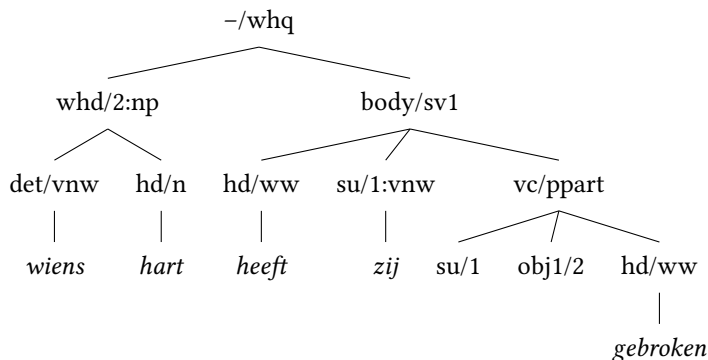 –/whq
whd/2:np body/sv1
det/vnw hd/n hd/ww su/1:vnw vc/ppart
wiens hart heeft zij su/1 obj1/2 hd/ww
gebroken